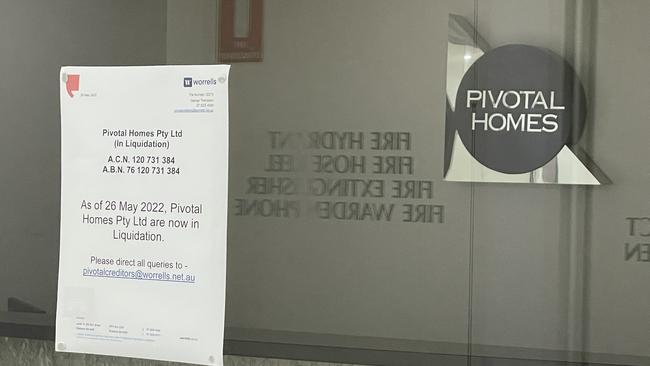 worrells
Pivotal Homes Pty Ltd
(In Liquidation)
A.C.N. 120 731 384
A.B.N. 76 120 731 384
As of 26 May 2022, Pivotal
Homes Pty Ltd are now in
Liquidation.
Please direct all queries to -
pivotalcreditors@worrells.net.au
PIVOTAL
HOMES
FIRE HYDRANT
FIRE HOSE REEL
FIRE EXTINGUISHER
FIRE WARDEN PHONE